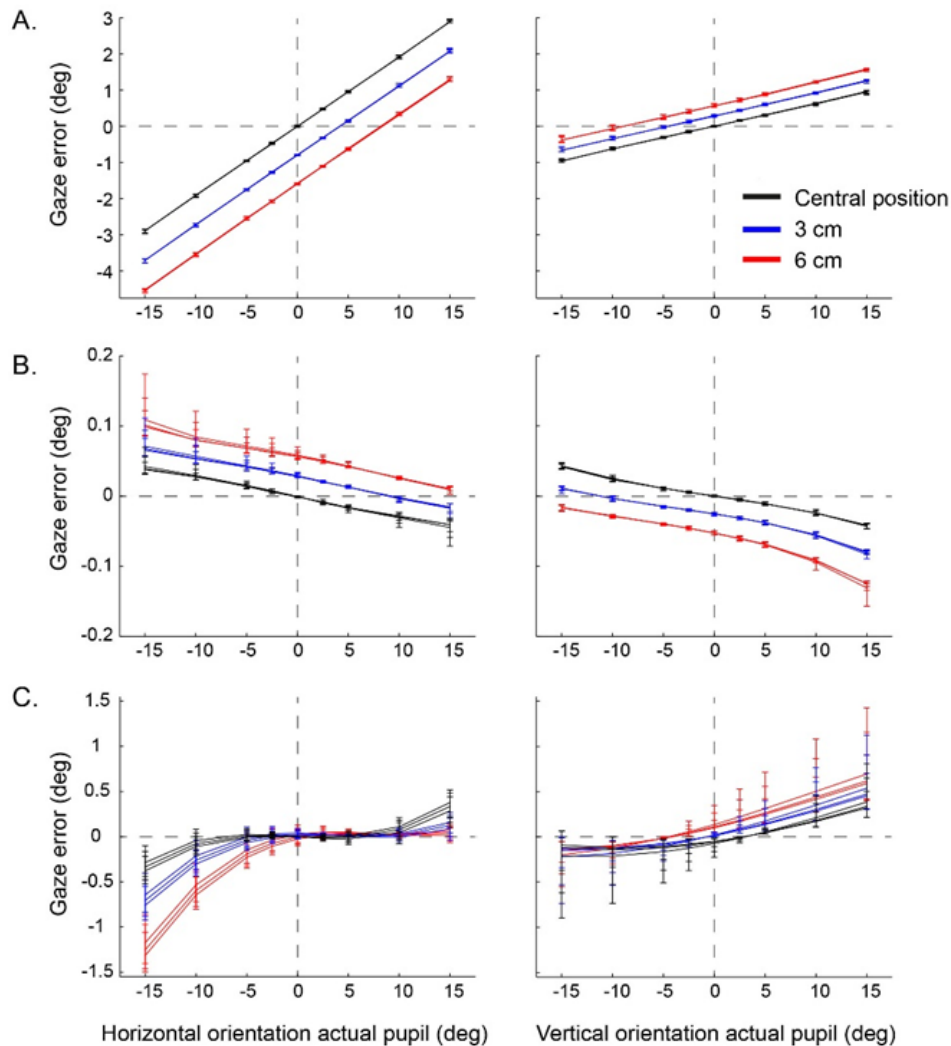 A.
Gaze error (deg)
3
2
1
0
-1
-2
-3
-4
-15 -10 -5 0 5 10 15
-15 -10 -5 0 5 10 15
Central position
3 cm
6 cm
B.
Gaze error (deg)
0.2
0.1
0
-0.1
-0.2
-15 -10 -5 0 5 10 15
-15 -10 -5 0 5 10 15
C.
Gaze error (deg)
1.5
1
0.5
0
-0.5
-1
-1.5
-15 -10 -5 0 5 10 15
-15 -10 -5 0 5 10 15
Horizontal orientation actual pupil (deg)
Vertical orientation actual pupil (deg)